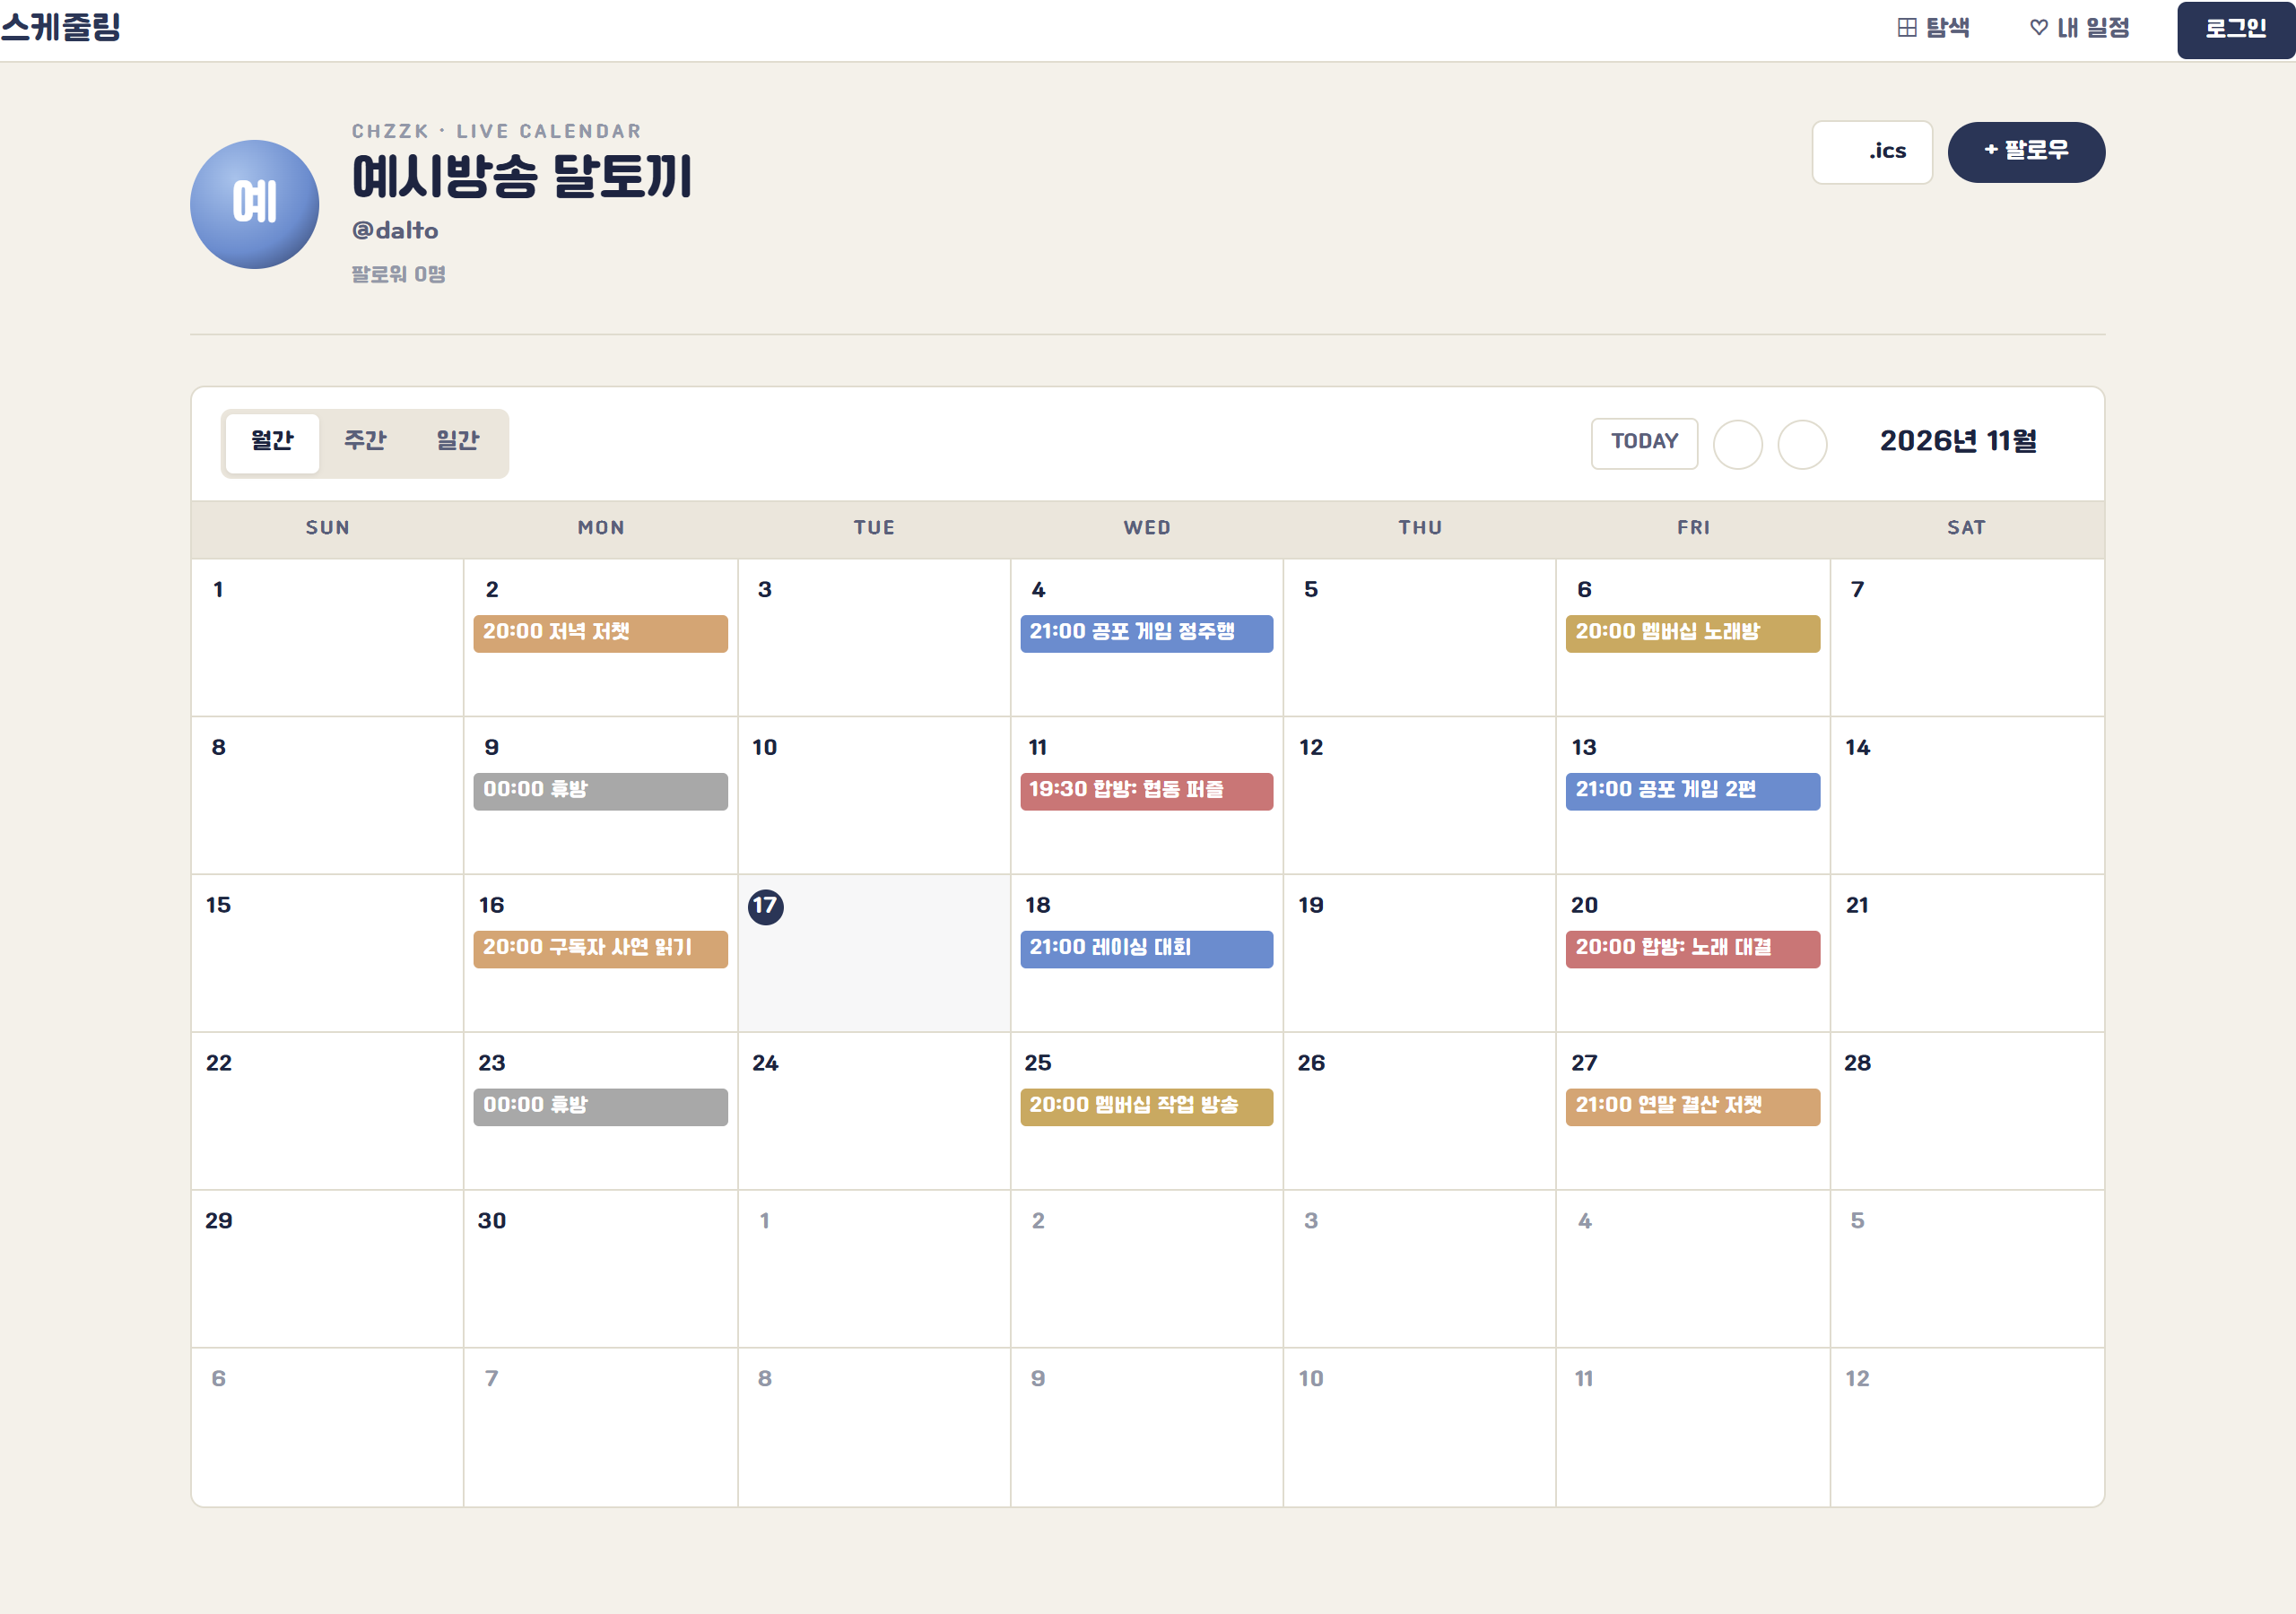 스케줄링
탐색 내 일정 로그인
CHZZK · LIVE CALENDAR
예
예시방송 달토끼
@dalto
팔로워 0명
.ics + 팔로우
월간 주간 일간 TODAY 2026년 11월
SUN MON TUE WED THU FRI SAT
1 2 3 4 5 6 7
20:00 저녁 저챗 21:00 공포 게임 정주행 20:00 멤버십 노래방
8 9 10 11 12 13 14
00:00 휴방 19:30 합방: 협동 퍼즐 21:00 공포 게임 2편
15 16 17 18 19 20 21
20:00 구독자 사연 읽기 21:00 레이싱 대회 20:00 합방: 노래 대결
22 23 24 25 26 27 28
00:00 휴방 20:00 멤버십 작업 방송 21:00 연말 결산 저챗
29 30 1 2 3 4 5
6 7 8 9 10 11 12